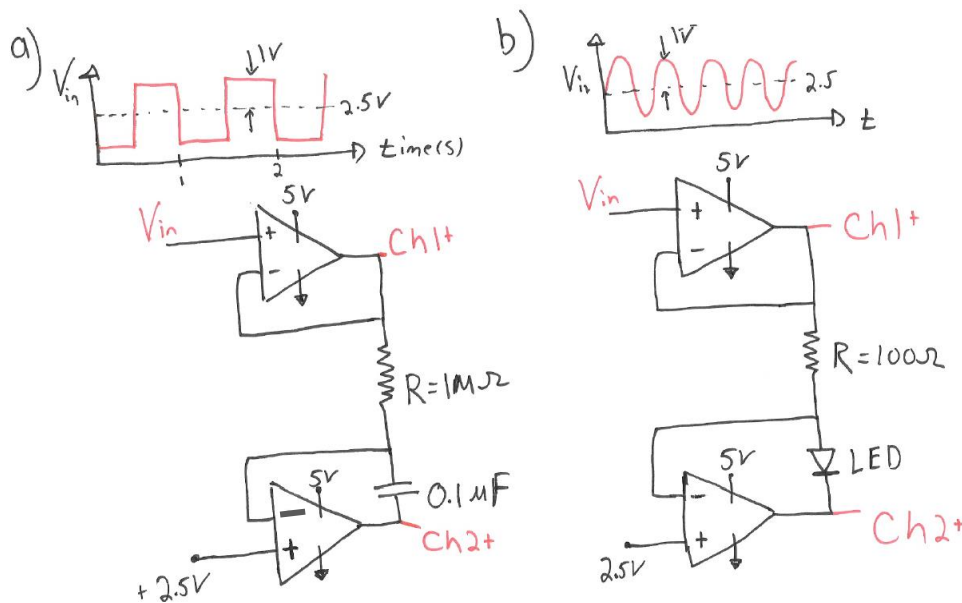 a)
Vin
1V
2.5V
time(s)
1
2
5V
Vin
+
-
Ch1+
R=1MΩ
5V
-
+
0.1μF
Ch2+
+2.5V
b)
Vin
1V
2.5
t
5V
Vin
+
-
Ch1+
R=100Ω
5V
-
+
LED
Ch2+
2.5V